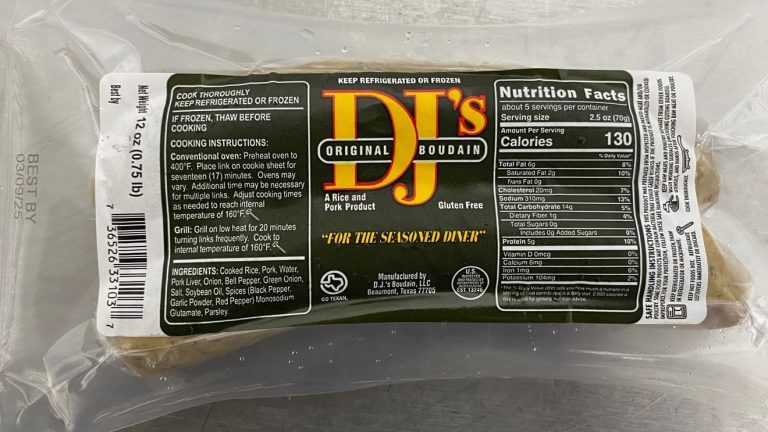 BEST BY
03/03/25
Best by
Net Weight 12 oz (0.75 lb)
COOK THOROUGHLY
KEEP REFRIGERATED OR FROZEN
IF FROZEN, THAW BEFORE
COOKING
COOKING INSTRUCTIONS:
Conventional oven: Preheat oven to
400°F. Place link on cookie sheet for
seventeen (17) minutes. Ovens may
vary. Additional time may be necessary
for multiple links. Adjust cooking times
as needed to reach internal
temperature of 160°F.
Grill: Grill on low heat for 20 minutes
turning links frequently. Cook to
internal temperature of 160°F.
INGREDIENTS: Cooked Rice, Pork, Water,
Pork Liver, Onion, Bell Pepper, Green Onion,
Salt, Soybean Oil, Spices (Black Pepper,
Garlic Powder, Red Pepper) Monosodium
Glutamate, Parsley.
KEEP REFRIGERATED OR FROZEN
DJ's
ORIGINAL BOUDAIN
A Rice and
Pork Product
Gluten Free
"FOR THE SEASONED DINER"
GO TEXAN.
Manufactured by
D.J.'s Boudain, LLC
Beaumont, Texas 77705
U.S.
INSPECTED
EST. 13246
Nutrition Facts
about 5 servings per container
Serving size 2.5 oz (70g)
Amount Per Serving
Calories 130
% Daily Value*
Total Fat 6g 8%
Saturated Fat 2g 10%
Trans Fat 0g
Cholesterol 20mg 7%
Sodium 310mg 13%
Total Carbohydrate 14g 5%
Dietary Fiber 1g 4%
Total Sugars 0g
Includes 0g Added Sugars 0%
Protein 5g 10%
Vitamin D 0mcg 0%
Calcium 6mg 0%
Iron 1mg 6%
Potassium 104mg 2%
SAFE HANDLING INSTRUCTIONS